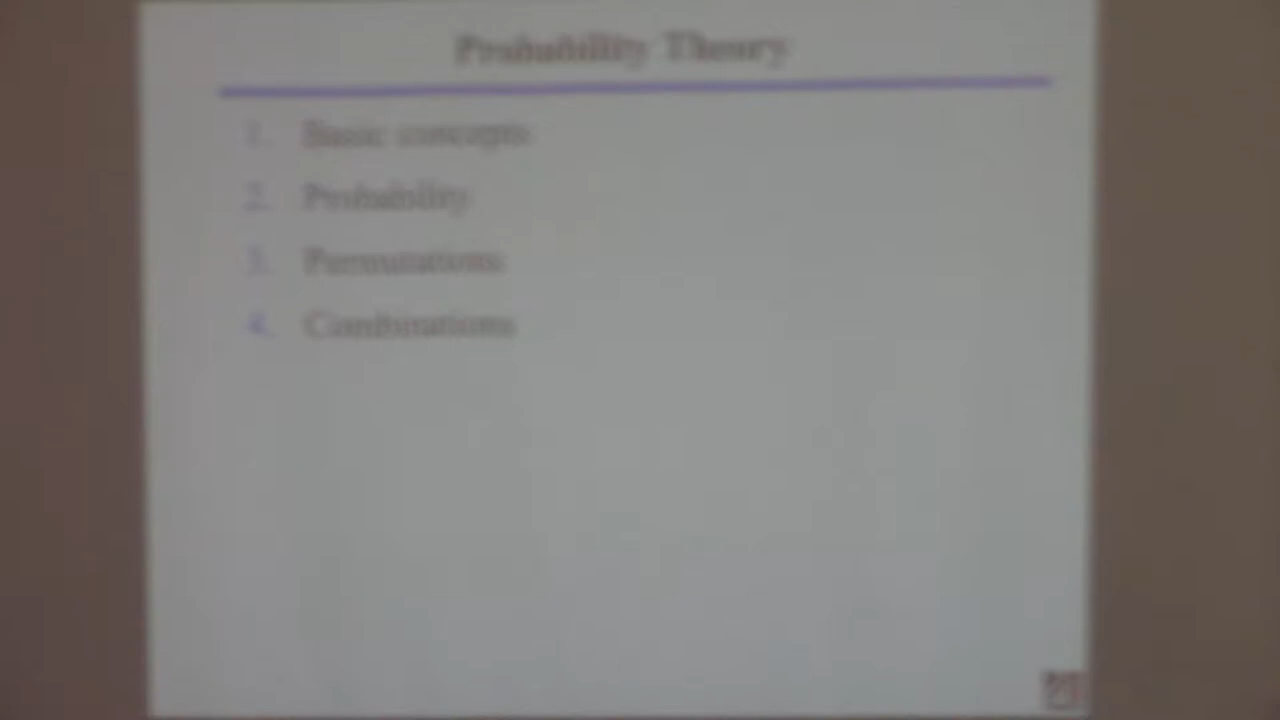 Probability Theory
1. Basic concepts
2. Probability
3. Permutations
4. Combinations